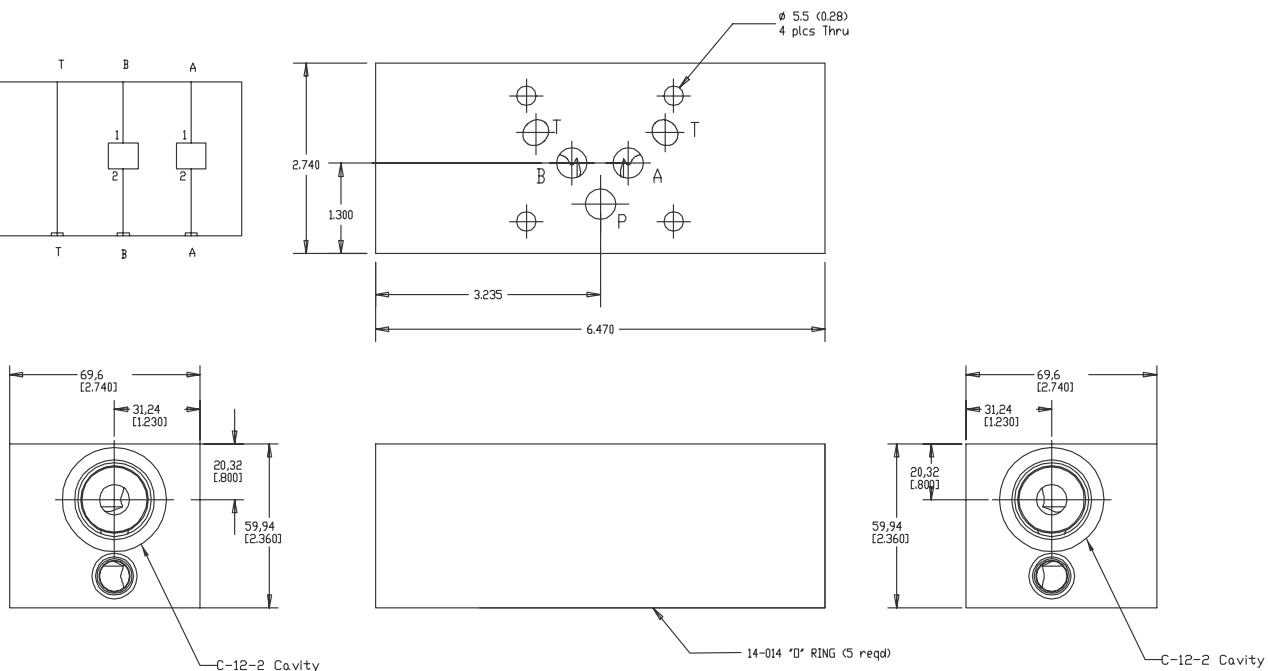 ø 5.5 (0.28)
4 plcs Thru
T B A
1 1
2 2
T B A
2.740
1.300
T T
B A
P
3.235
6.470
69,6
[2.740]
31,24
[1.230]
20,32
[.800]
59,94
[2.360]
C-12-2 Cavity
14-014 "O" RING (5 reqd)
69,6
[2.740]
31,24
[1.230]
20,32
[.800]
59,94
[2.360]
C-12-2 Cavity